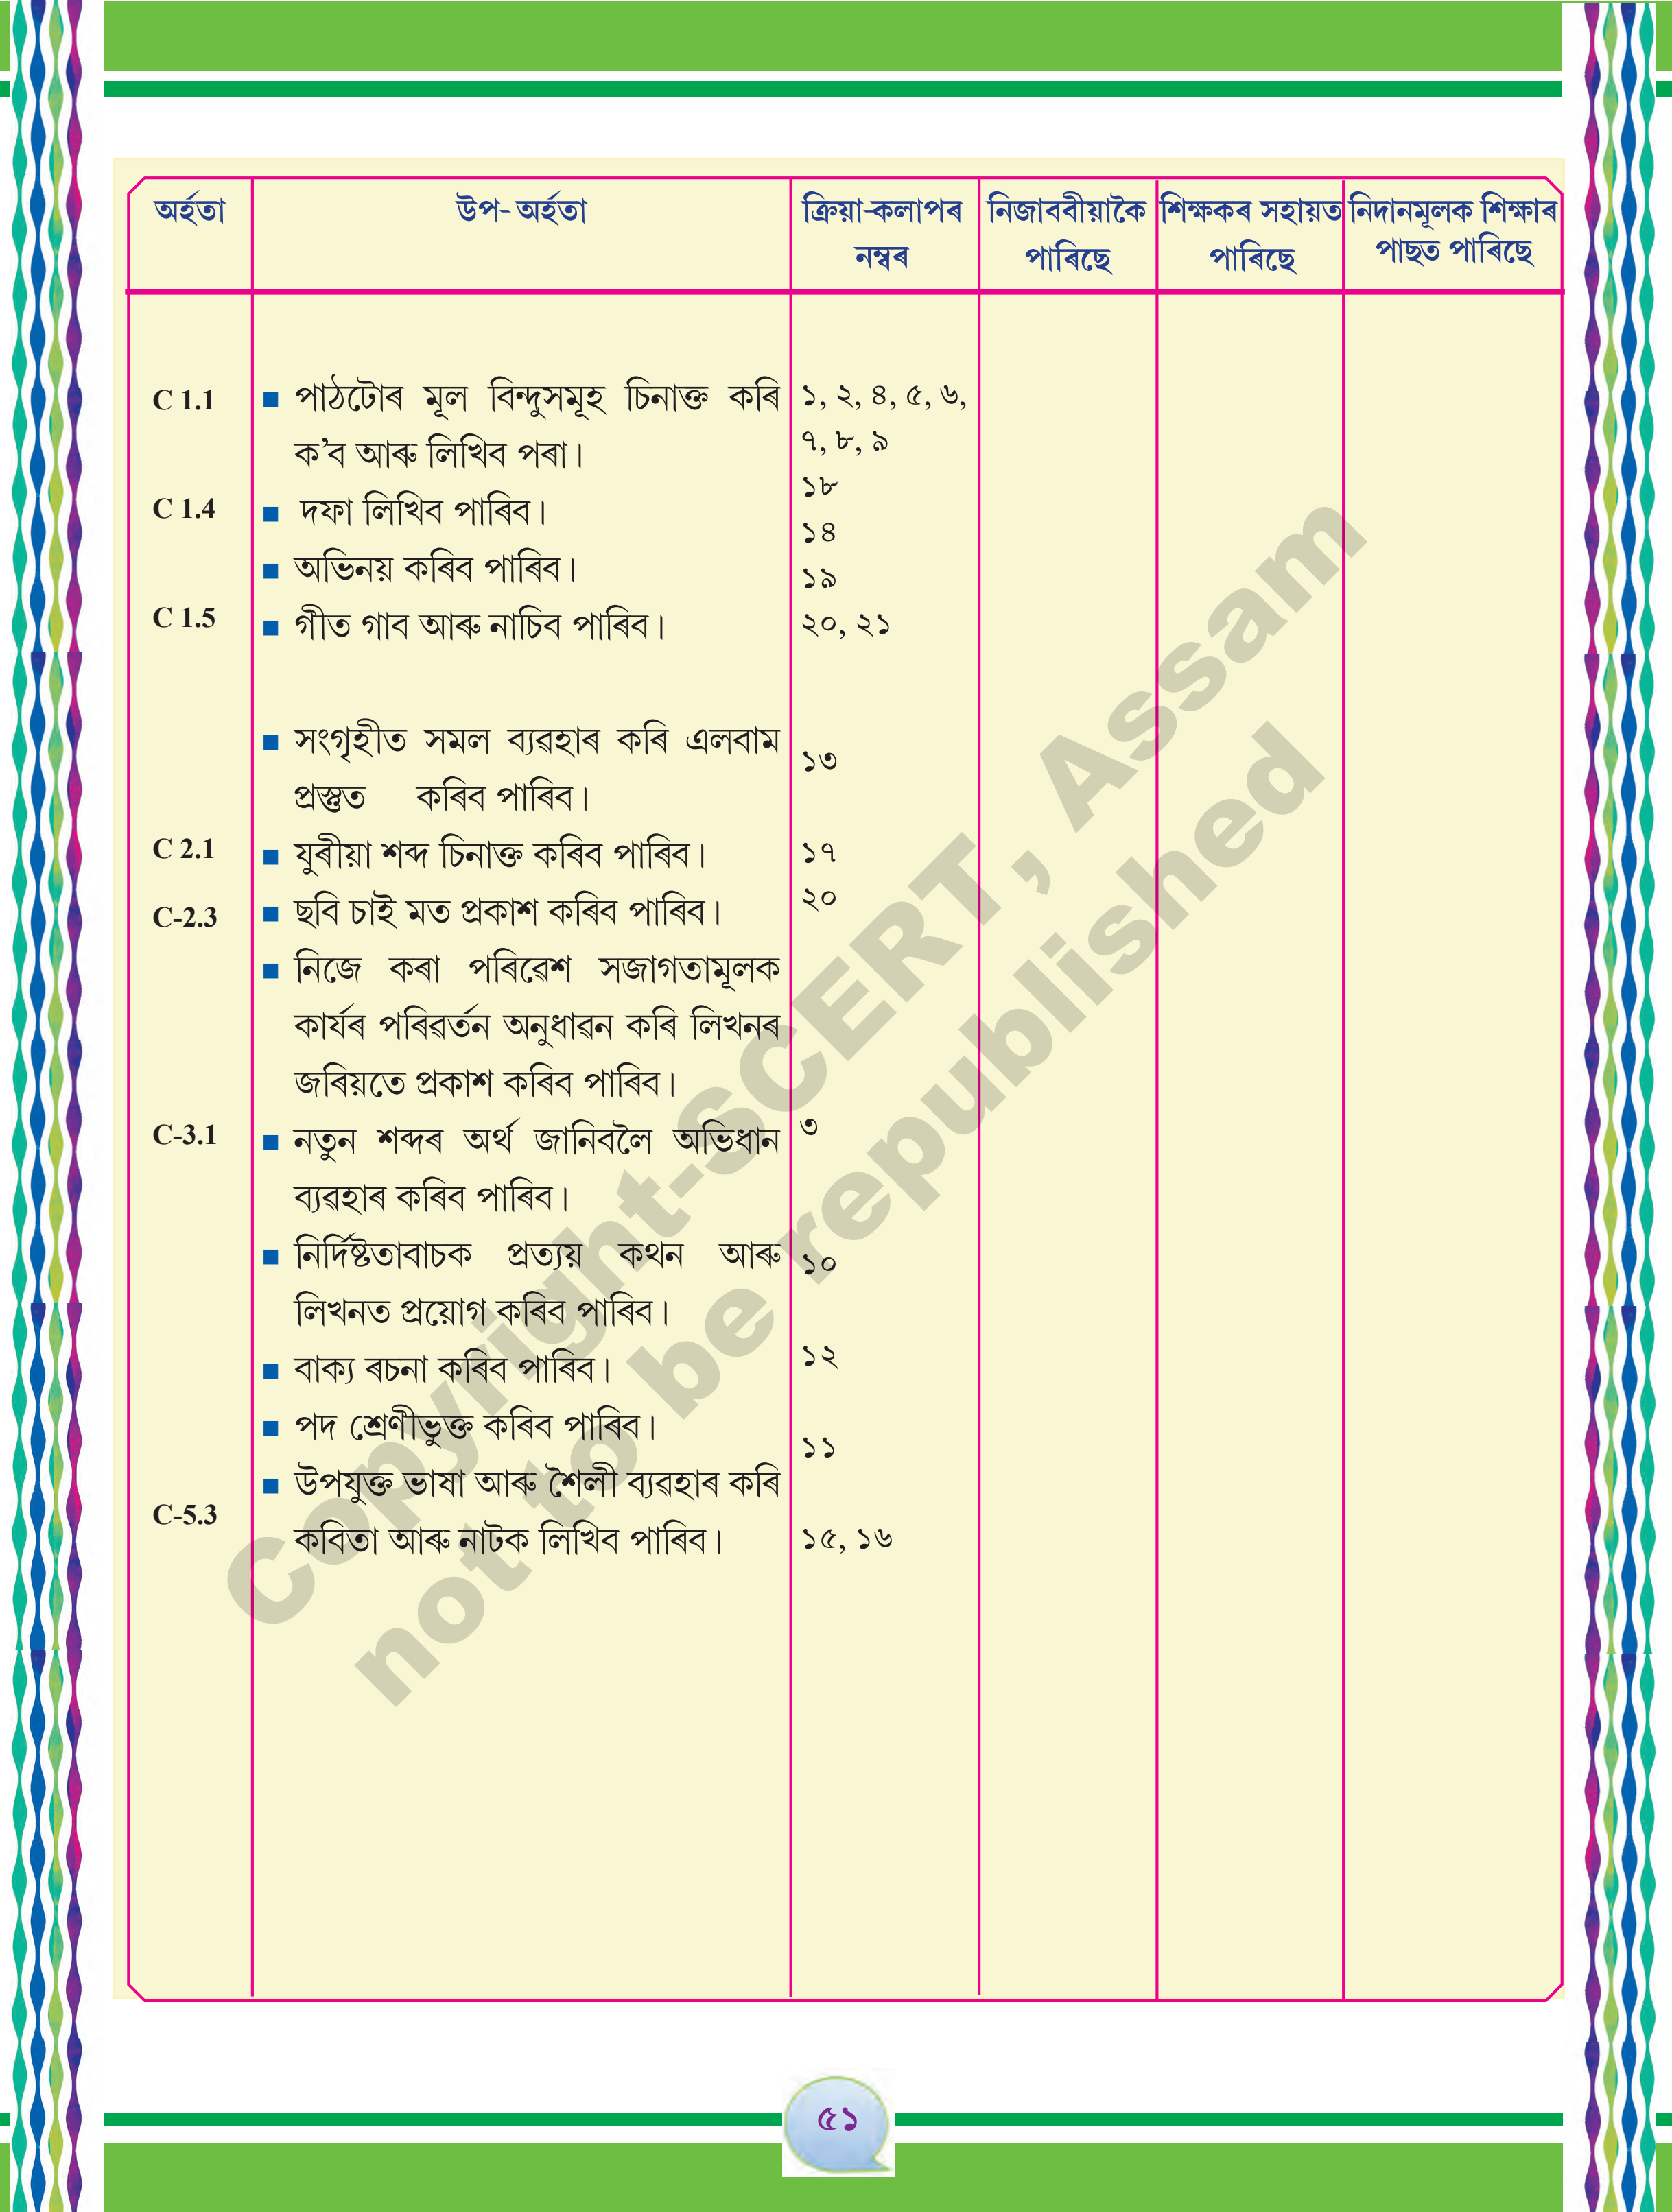 অৰ্হতা উপ- অৰ্হতা ক্ৰিয়া-কলাপৰ নিজাববীয়াকৈ শিক্ষকৰ সহায়ত নিদানমূলক শিক্ষাৰ
নম্বৰ পাৰিছে পাৰিছে পাছত পাৰিছে
C 1.1 ■ পাঠটোৰ মূল বিন্দুসমূহ চিনাক্ত কৰি ১, ২, ৪, ৫, ৬,
ক’ব আৰু লিখিব পৰা। ৭, ৮, ৯
১৮
C 1.4 ■ দফা লিখিব পাৰিব।
১৪
■ অভিনয় কৰিব পাৰিব। ১৯
C 1.5 ■ গীত গাব আৰু নাচিব পাৰিব। ২০, ২১
■ সংগৃহীত সমল ব্যৱহাৰ কৰি এলবাম ১৩
প্ৰস্তুত কৰিব পাৰিব।
C 2.1 ■ যুৰীয়া শব্দ চিনাক্ত কৰিব পাৰিব। ১৭
C-2.3 ■ ছবি চাই মত প্ৰকাশ কৰিব পাৰিব। ২০
■ নিজে কৰা পৰিৱেশ সজাগতামূলক
কাৰ্যৰ পৰিৱৰ্তন অনুধাৱন কৰি লিখনৰ
জৰিয়তে প্ৰকাশ কৰিব পাৰিব।
C-3.1 ■ নতুন শব্দৰ অৰ্থ জানিবলৈ অভিধান ৩
ব্যৱহাৰ কৰিব পাৰিব।
■ নিৰ্দিষ্টতাবাচক প্ৰত্যয় কথন আৰু ১০
লিখনত প্ৰয়োগ কৰিব পাৰিব।
■ বাক্য ৰচনা কৰিব পাৰিব। ১২
■ পদ শ্ৰেণীভুক্ত কৰিব পাৰিব। ১১
■ উপযুক্ত ভাষা আৰু শৈলী ব্যৱহাৰ কৰি
C-5.3 কবিতা আৰু নাটক লিখিব পাৰিব। ১৫, ১৬
Copyright-SCERT, Assam
not to be republished
৫১